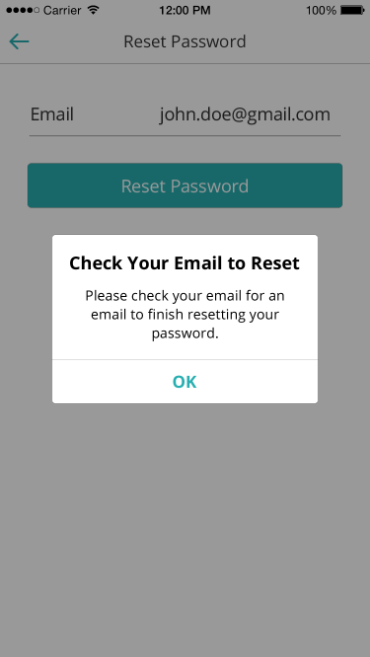 Carrier 12:00 PM 100%
Reset Password
Email john.doe@gmail.com
Reset Password
Check Your Email to Reset
Please check your email for an
email to finish resetting your
password.
OK